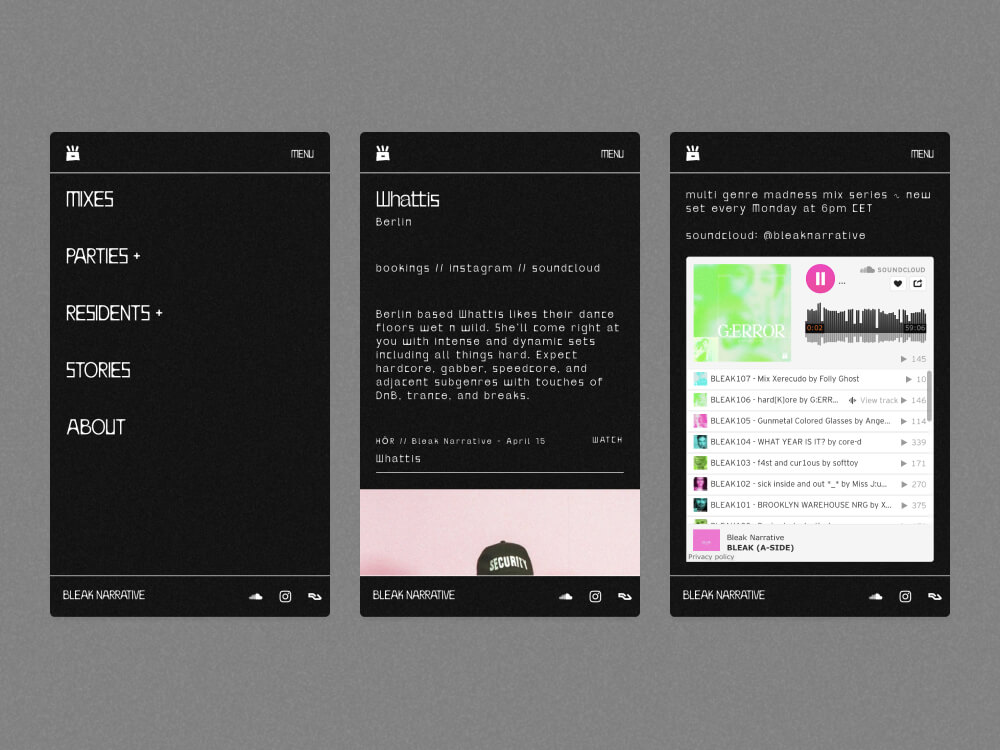 MENU
MIXES
PARTIES +
RESIDENTS +
STORIES
ABOUT
BLEAK NARRATIVE
MENU
Whattis
Berlin
bookings // instagram // soundcloud
Berlin based Whattis likes their dance
floors wet n wild. She'll come right at
you with intense and dynamic sets
including all things hard. Expect
hardcore, gabber, speedcore, and
adjacent subgenres with touches of
DnB, trance, and breaks.
HÖR // Bleak Narrative - April 15
WATCH
Whattis
SECURITY
BLEAK NARRATIVE
MENU
multi genre madness mix series ~ new
set every Monday at 6pm CET
soundcloud: @bleaknarrative
SOUNDCLOUD
...
G:ERROR
0:02
59:06
145
BLEAK107 - Mix Xerecudo by Folly Ghost
10
BLEAK106 - hard[K]ore by G:ERR...
View track
146
BLEAK105 - Gunmetal Colored Glasses by Ange...
114
BLEAK104 - WHAT YEAR IS IT? by core-d
339
BLEAK103 - f4st and cur1ous by softtoy
171
BLEAK102 - sick inside and out *_* by Miss J:u...
270
BLEAK101 - BROOKLYN WAREHOUSE NRG by X...
375
Bleak Narrative
BLEAK (A-SIDE)
Privacy policy
BLEAK NARRATIVE